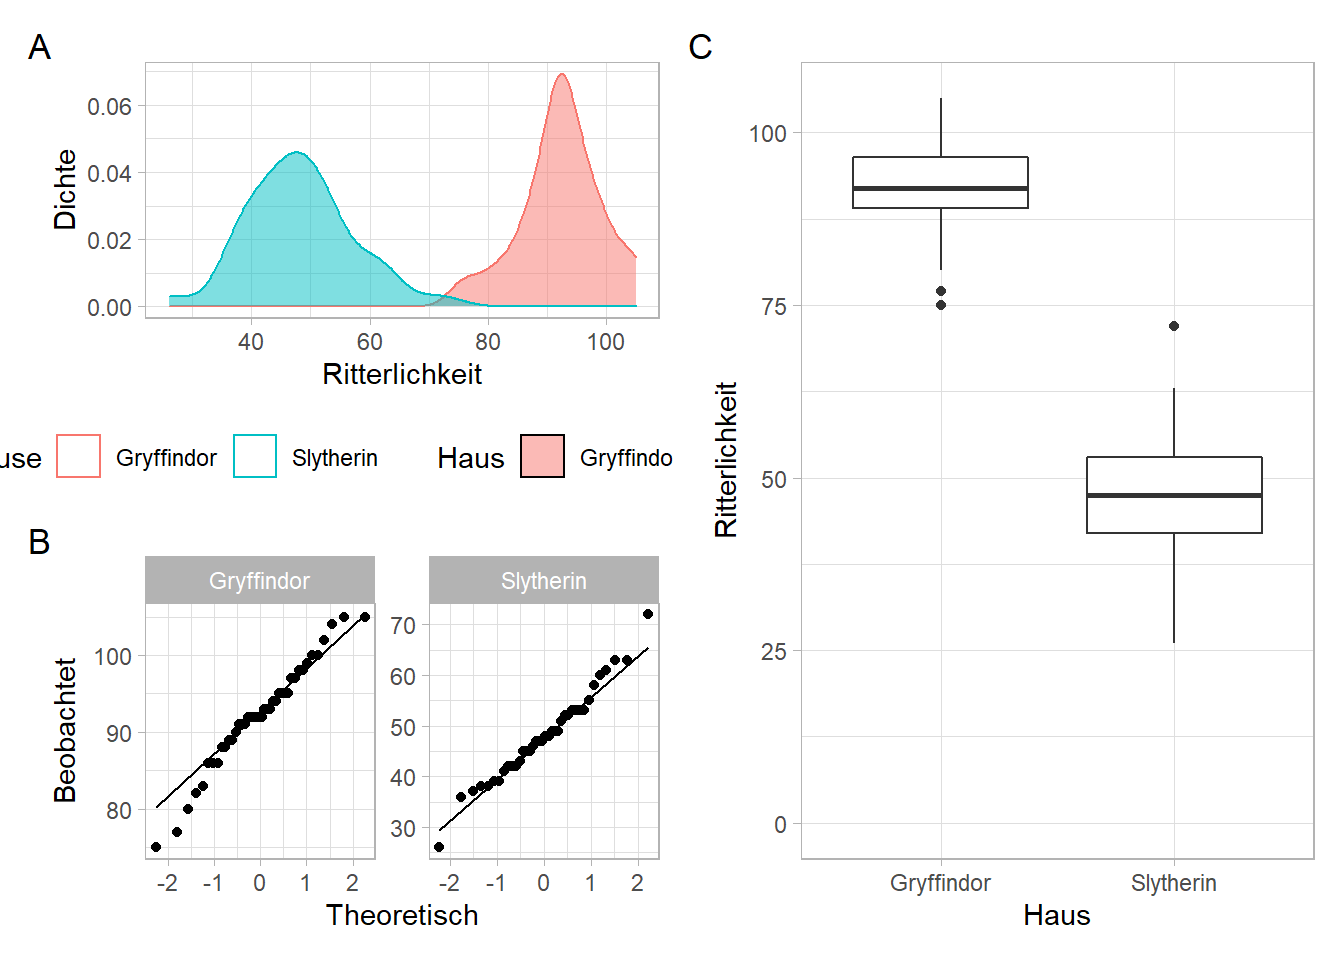 A
Dichte
0.06
0.04
0.02
0.00
40 60 80 100
Ritterlichkeit
use Gryffindor Slytherin Haus Gryffindo
B
Gryffindor Slytherin
Beobachtet
100
90
80
70
60
50
40
30
-2 -1 0 1 2
-2 -1 0 1 2
Theoretisch
C
Ritterlichkeit
100
75
50
25
0
Gryffindor Slytherin
Haus